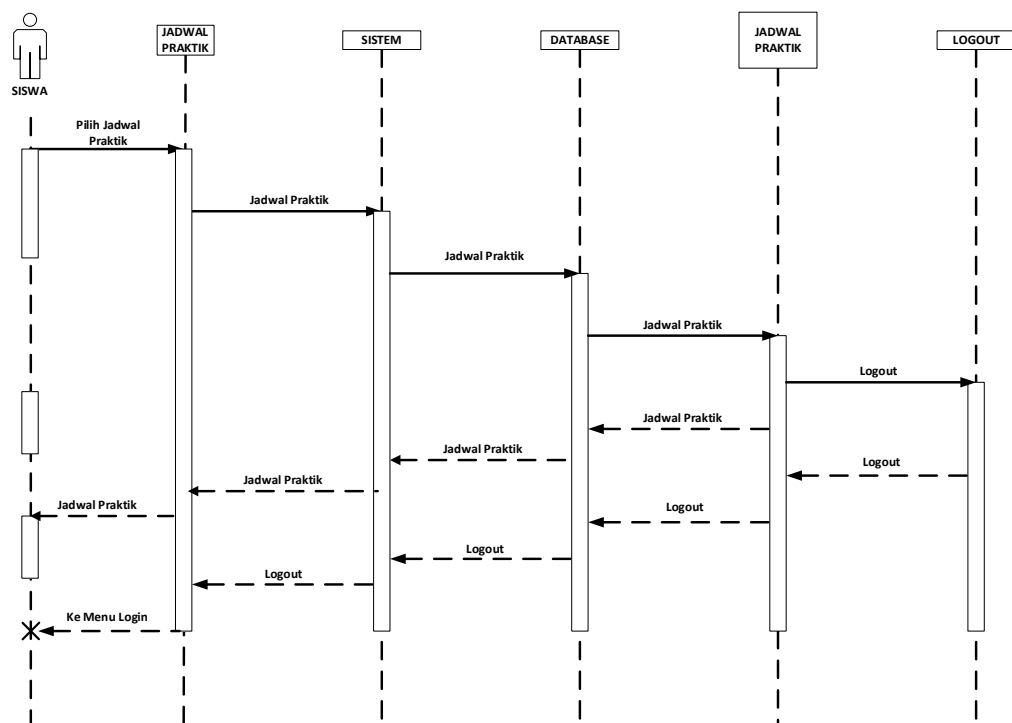 JADWAL
PRAKTIK
SISTEM
DATABASE
JADWAL
PRAKTIK
LOGOUT
SISWA
Pilih Jadwal
Praktik
Jadwal Praktik
Jadwal Praktik
Jadwal Praktik
Logout
Jadwal Praktik
Jadwal Praktik
Logout
Jadwal Praktik
Jadwal Praktik
Logout
Logout
Logout
Ke Menu Login